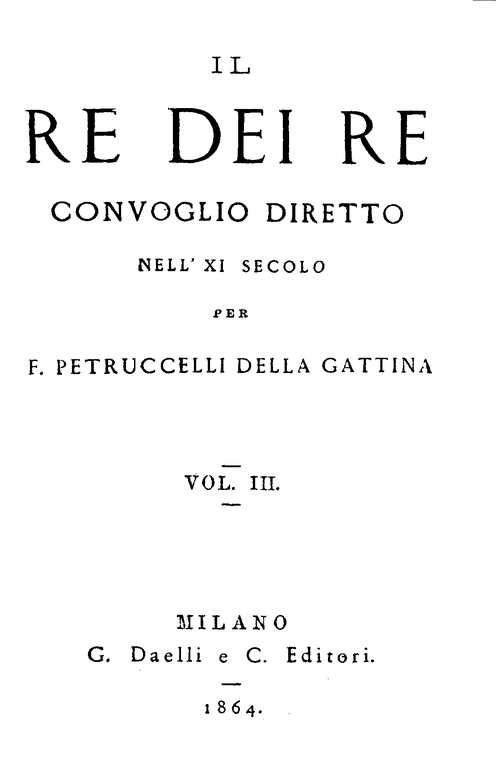 IL
RE DEI RE
CONVOGLIO DIRETTO
NELL' XI SECOLO
PER
F. PETRUCCELLI DELLA GATTINA
VOL. III.
MILANO
G. Daelli e C. Editori.
1864.